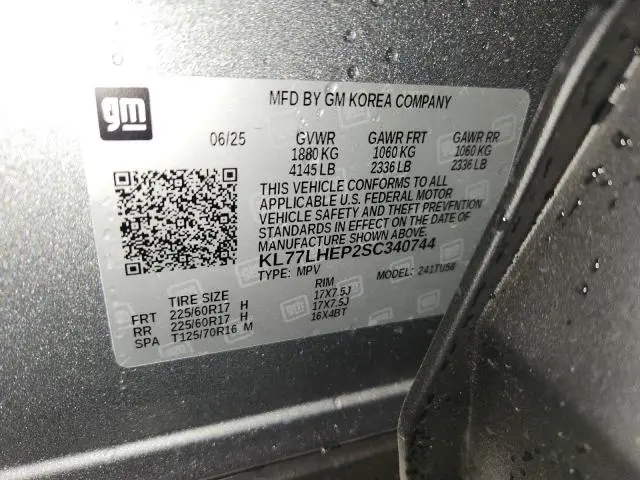 gm
MFD BY GM KOREA COMPANY
06/25 GVWR GAWR FRT GAWR RR
1880 KG 1060 KG 1060 KG
4145 LB 2336 LB 2336 LB
THIS VEHICLE CONFORMS TO ALL
APPLICABLE U.S. FEDERAL MOTOR
VEHICLE SAFETY AND THEFT PREVENTION
STANDARDS IN EFFECT ON THE DATE OF
MANUFACTURE SHOWN ABOVE.
KL77LHEP2SC340744
TYPE: MPV MODEL: 241TU58
TIRE SIZE RIM
FRT 225/60R17 H 17X7.5J
RR 225/60R17 H 17X7.5J
SPA T125/70R16 M 16X4BT